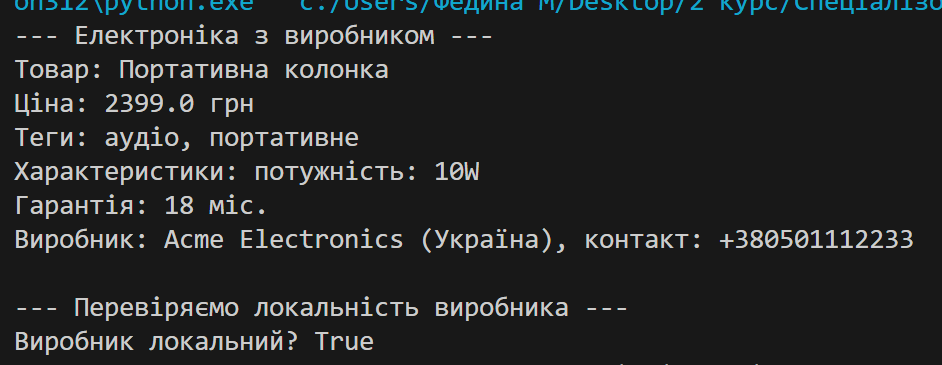 on312\python.exe" "c:/Users/Федина М/Desktop/2 курс/Спеціалізо
--- Електроніка з виробником ---
Товар: Портативна колонка
Ціна: 2399.0 грн
Теги: аудіо, портативне
Характеристики: потужність: 10W
Гарантія: 18 міс.
Виробник: Acme Electronics (Україна), контакт: +380501112233
--- Перевіряємо локальність виробника ---
Виробник локальний? True